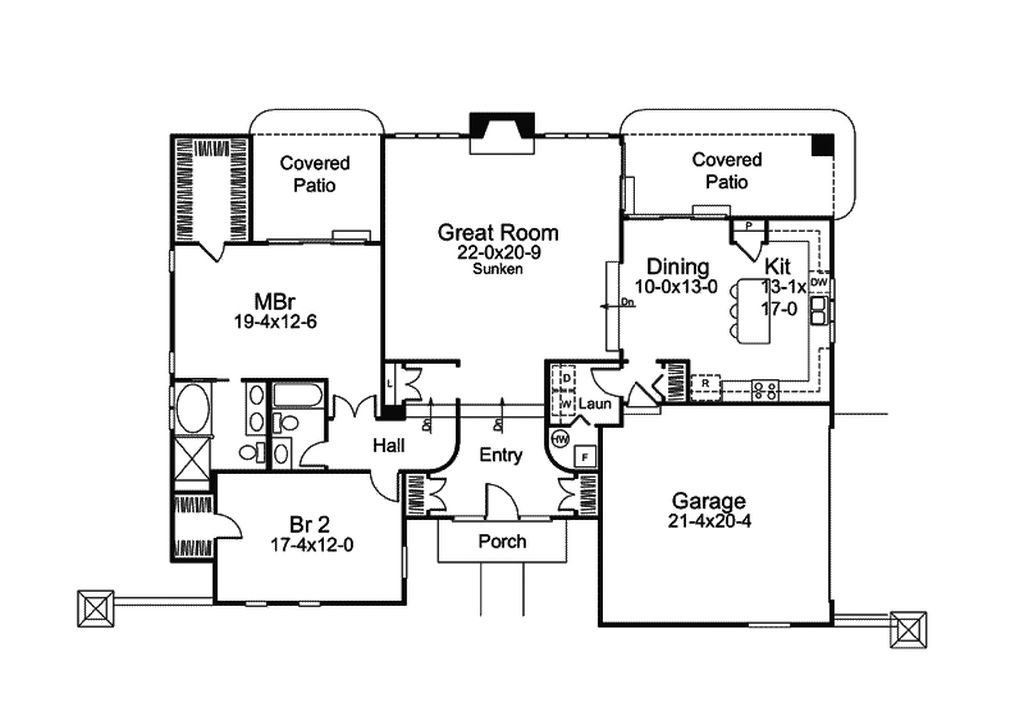 Covered
Patio
Covered
Patio
P
Great Room
22-0x20-9
Sunken
Dining
10-0x13-0
Kit
13-1x
17-0
DW
MBr
19-4x12-6
Dn
L
D
W
R
Laun
Dn
Dn
Hall
Entry
HW
F
Garage
21-4x20-4
Br 2
17-4x12-0
Porch